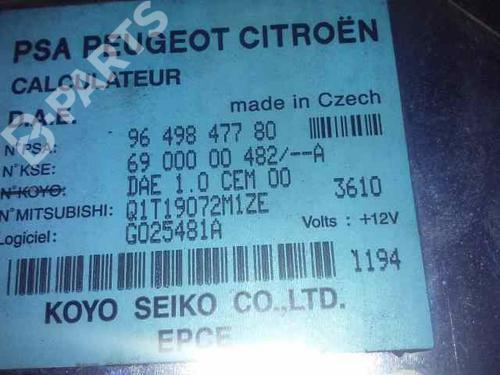 PSA PEUGEOT CITROËN
CALCULATEUR
D.A.E. made in Czech
N°PSA: 96 498 477 80
N°KSE: 69 000 00 482/--A
N°KOYO: DAE 1.0 CEM 00 3610
N°MITSUBISHI: Q1T19072M1ZE
Logiciel: G025481A Volts : +12V
1194
KOYO SEIKO CO.,LTD.
EPCE
B-PARTS